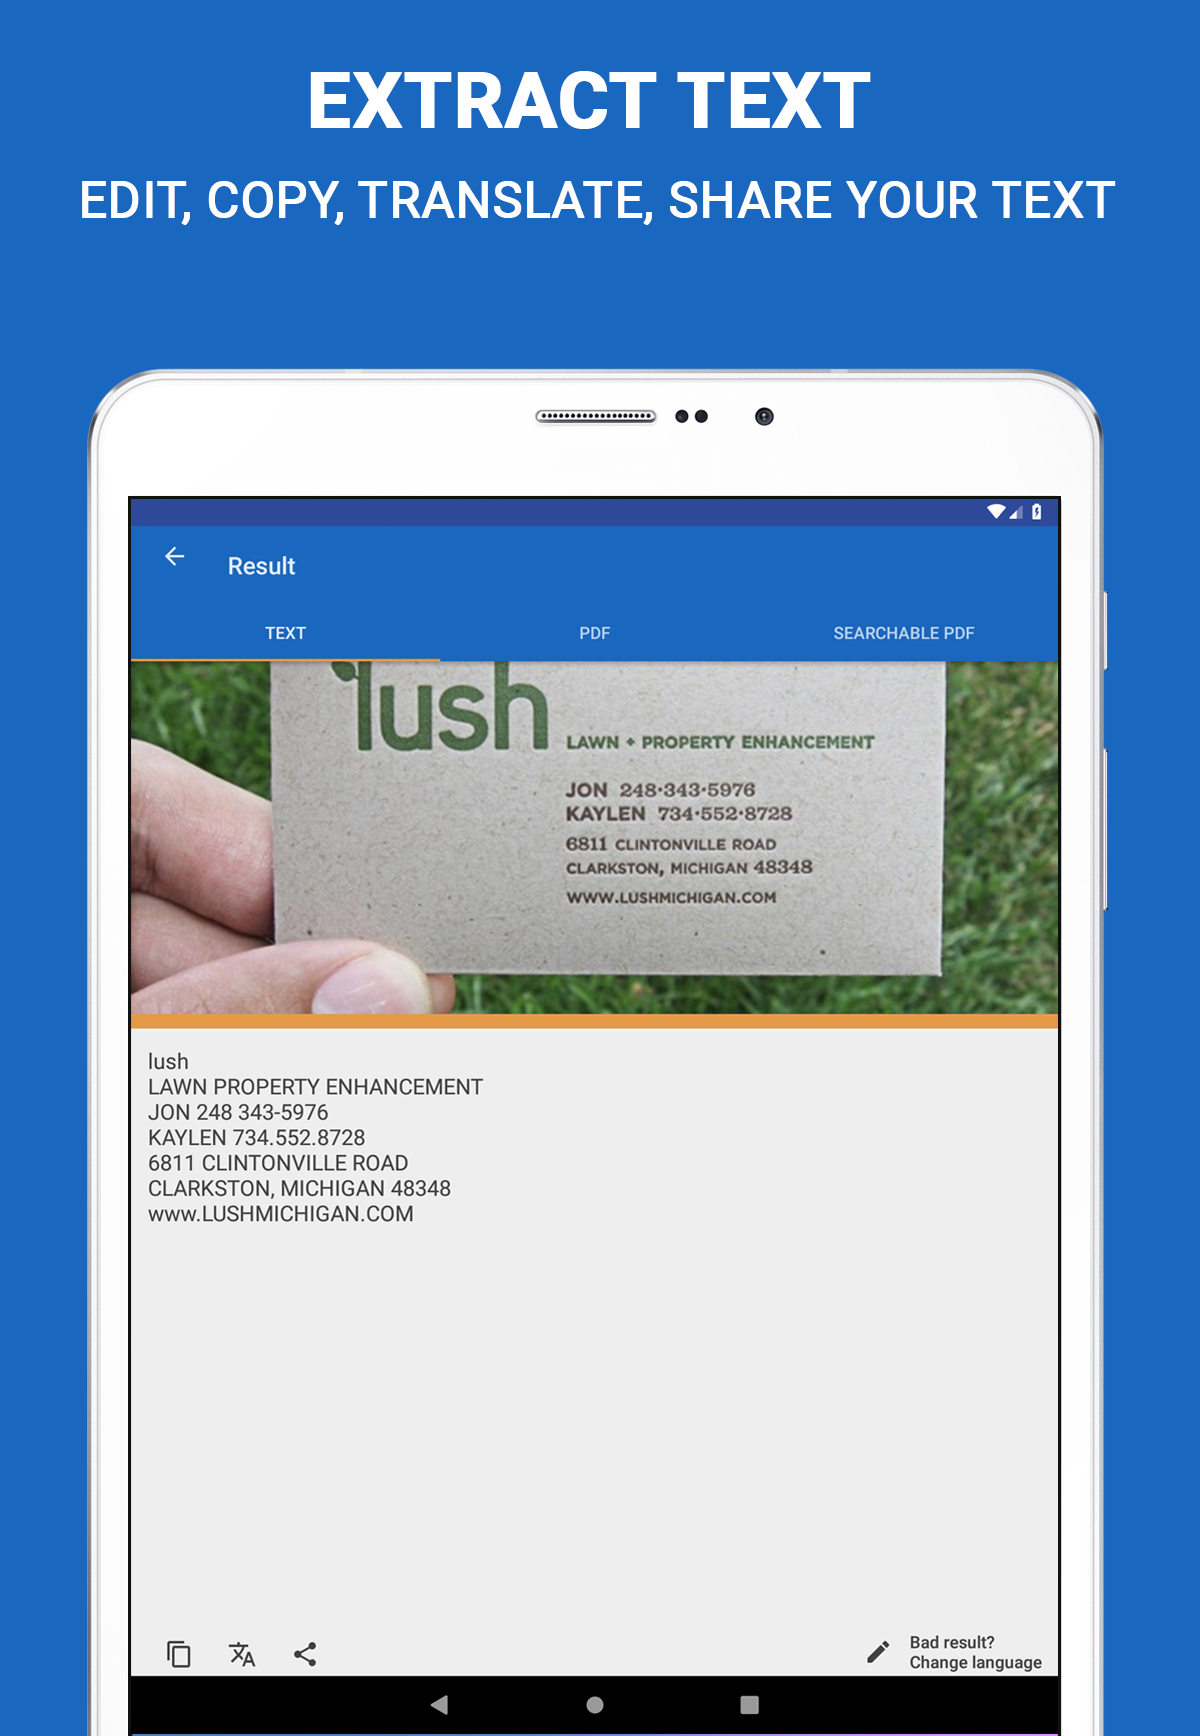 EXTRACT TEXT
EDIT, COPY, TRANSLATE, SHARE YOUR TEXT
Result
TEXT PDF SEARCHABLE PDF
lush
LAWN + PROPERTY ENHANCEMENT
JON 248•343•5976
KAYLEN 734•552•8728
6811 CLINTONVILLE ROAD
CLARKSTON, MICHIGAN 48348
WWW.LUSHMICHIGAN.COM
lush
LAWN PROPERTY ENHANCEMENT
JON 248 343-5976
KAYLEN 734.552.8728
6811 CLINTONVILLE ROAD
CLARKSTON, MICHIGAN 48348
www.LUSHMICHIGAN.COM
Bad result?
Change language